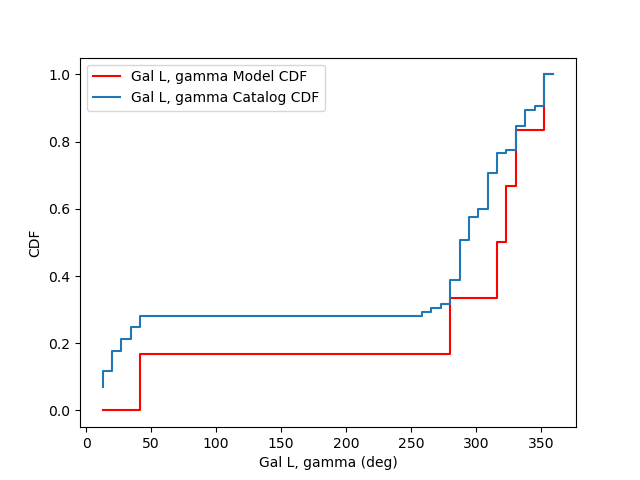 Gal L, gamma Model CDF
Gal L, gamma Catalog CDF
CDF
1.0
0.8
0.6
0.4
0.2
0.0
0 50 100 150 200 250 300 350
Gal L, gamma (deg)